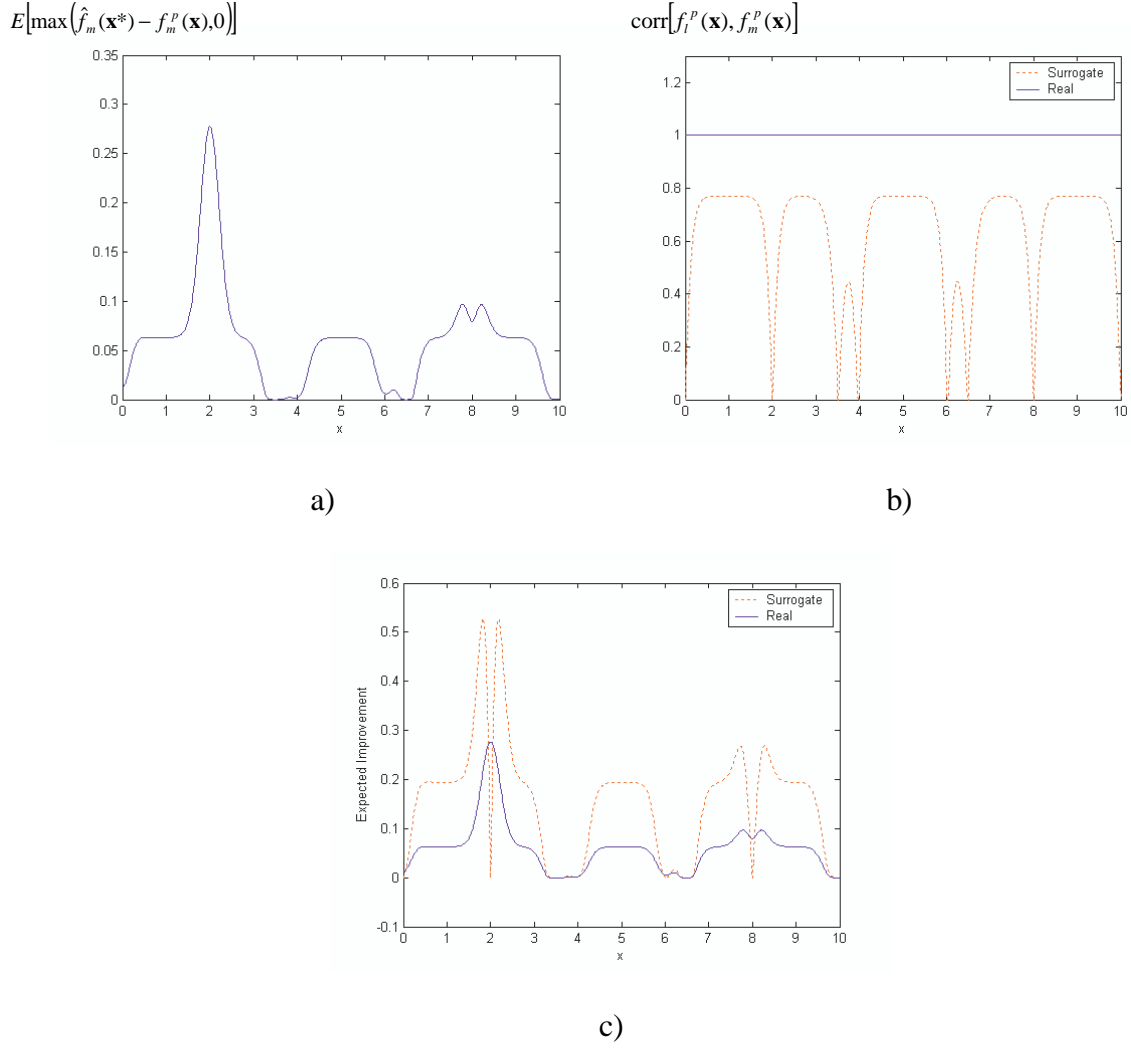 E[max(f̂_m(x*) − f_m^p(x),0)]
corr[f_l^p(x), f_m^p(x)]
0.35
0.3
0.25
0.2
0.15
0.1
0.05
0
0 1 2 3 4 5 6 7 8 9 10
x
Surrogate
Real
1.2
1
0.8
0.6
0.4
0.2
0
0 1 2 3 4 5 6 7 8 9 10
x
a)
b)
Surrogate
Real
Expected Improvement
0.6
0.5
0.4
0.3
0.2
0.1
0
-0.1
0 1 2 3 4 5 6 7 8 9 10
x
c)